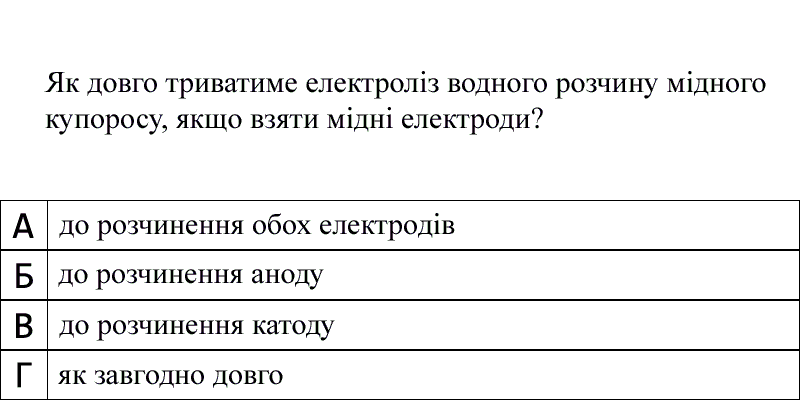 Як довго триватиме електроліз водного розчину мідного
купоросу, якщо взяти мідні електроди?
А до розчинення обох електродів
Б до розчинення аноду
В до розчинення катоду
Г як завгодно довго